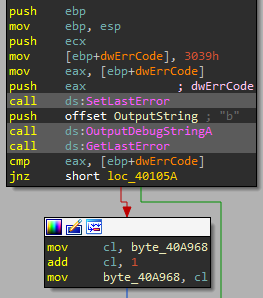 push    ebp
mov     ebp, esp
push    ecx
mov     [ebp+dwErrCode], 3039h
mov     eax, [ebp+dwErrCode]
push    eax             ; dwErrCode
call    ds:SetLastError
push    offset OutputString ; "b"
call    ds:OutputDebugStringA
call    ds:GetLastError
cmp     eax, [ebp+dwErrCode]
jnz     short loc_40105A
mov     cl, byte_40A968
add     cl, 1
mov     byte_40A968, cl